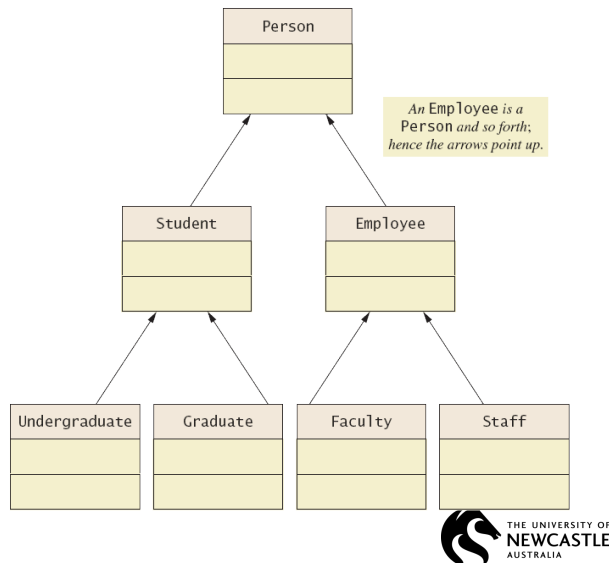 Person
An Employee is a
Person and so forth;
hence the arrows point up.
Student
Employee
Undergraduate
Graduate
Faculty
Staff
THE UNIVERSITY OF
NEWCASTLE
AUSTRALIA